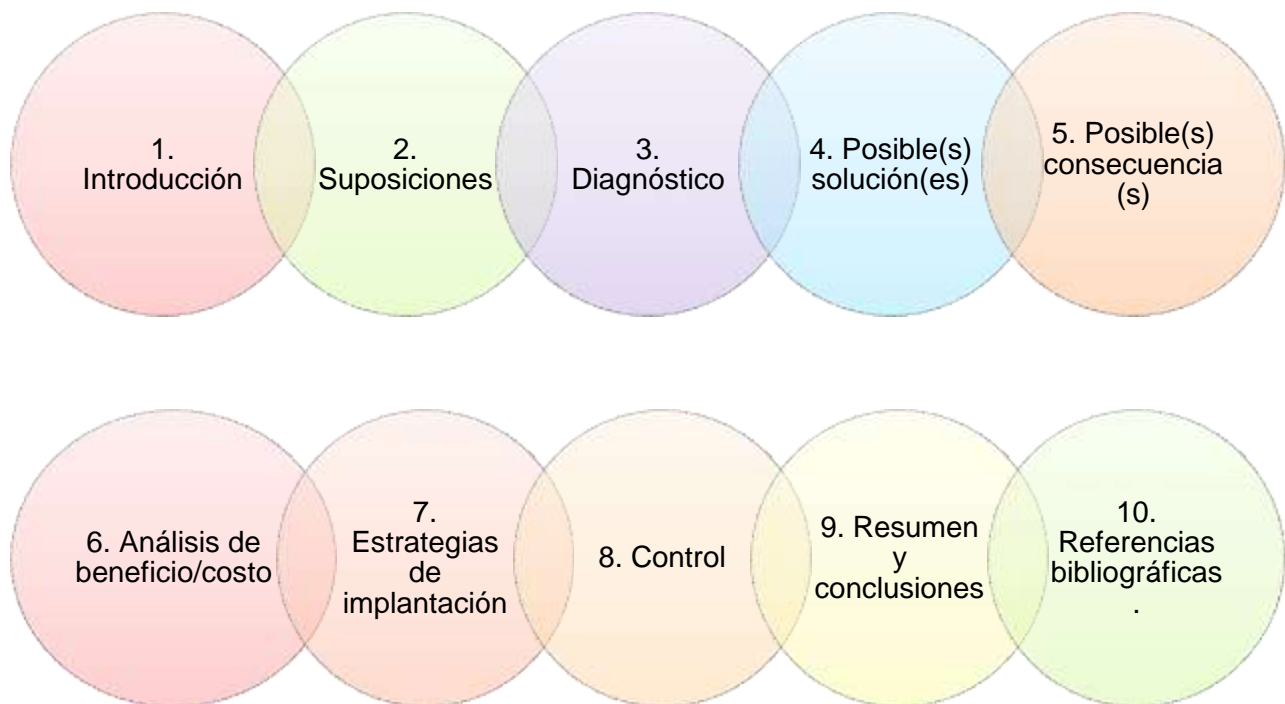 1.
Introducción
2.
Suposiciones
3.
Diagnóstico
4. Posible(s)
solución(es)
5. Posible(s)
consecuencia
(s)
6. Análisis de
beneficio/costo
7.
Estrategias
de
implantación
8. Control
9. Resumen
y
conclusiones
10.
Referencias
bibliográficas
.